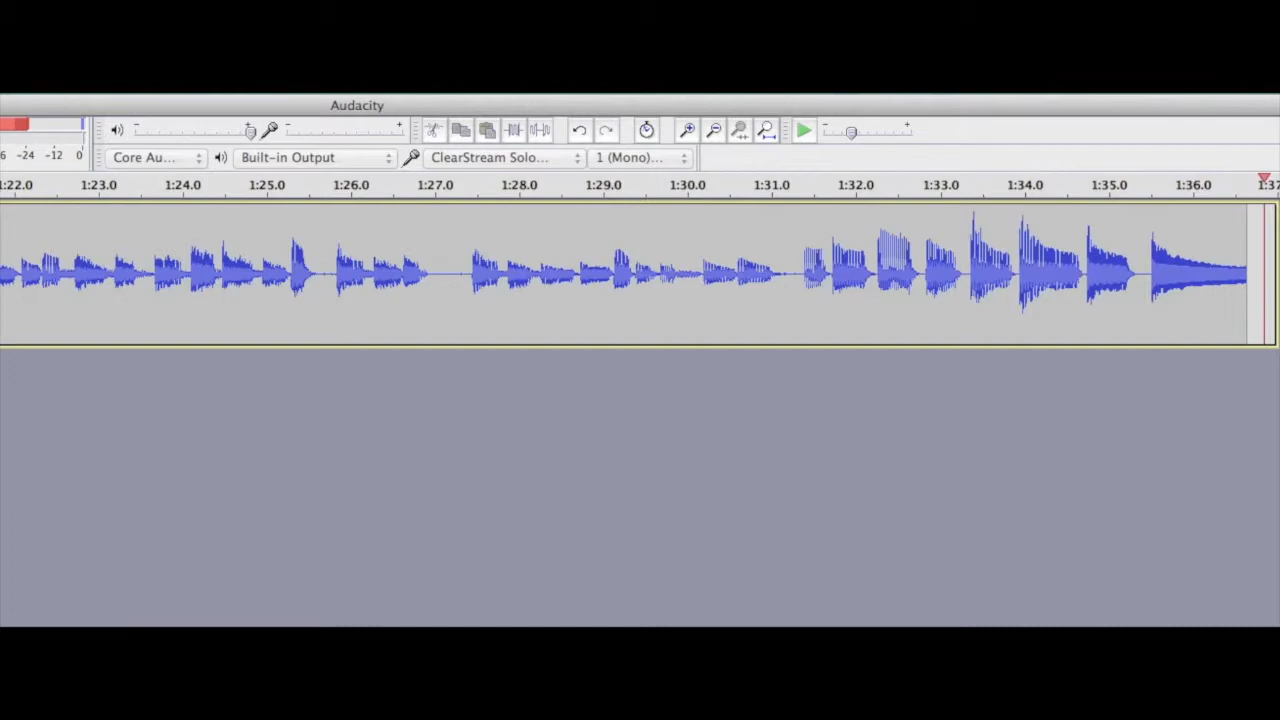 Audacity
6 -24 -12 0
Core Au... Built-in Output ClearStream Solo... 1 (Mono)...
1:22.0 1:23.0 1:24.0 1:25.0 1:26.0 1:27.0 1:28.0 1:29.0 1:30.0 1:31.0 1:32.0 1:33.0 1:34.0 1:35.0 1:36.0 1:37